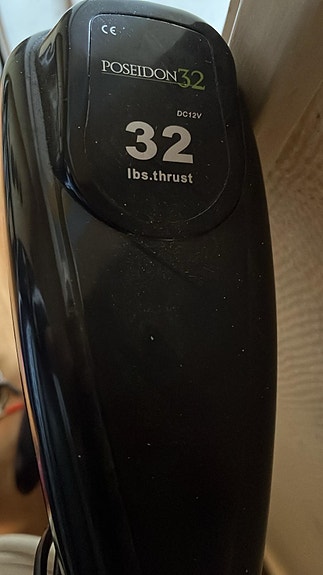 CE
POSEIDON32
DC12V
32
lbs.thrust